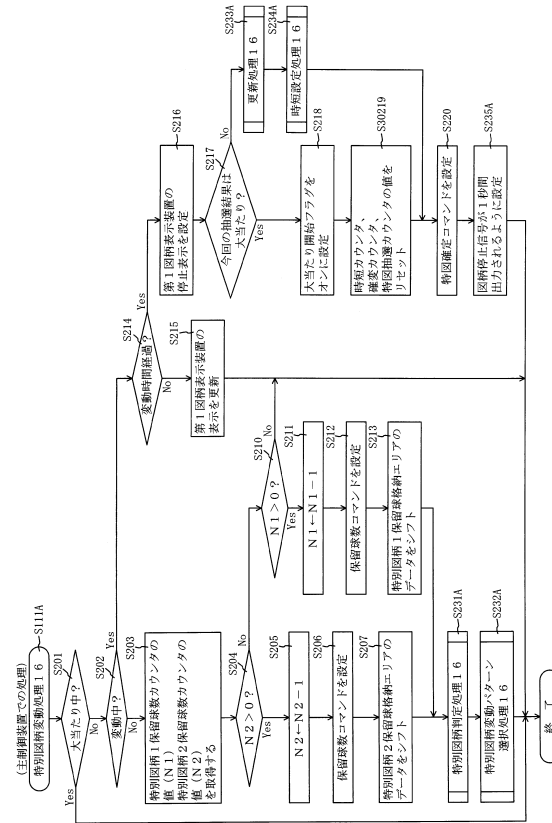 (主制御装置での処理)
特別図柄変動処理16
S111A
S201
大当たり中?
Yes
No
S202
変動中?
Yes
No
S203
特別図柄1保留球数カウンタの
値(N1)
特別図柄2保留球数カウンタの
値(N2)
を取得する
S204
N2>0?
No
Yes
S205
N2←N2-1
S206
保留球数コマンドを設定
S207
特別図柄2保留球格納エリアの
データをシフト
S210
N1>0?
No
Yes
S211
N1←N1-1
S212
保留球数コマンドを設定
S213
特別図柄1保留球格納エリアの
データをシフト
S231A
特別図柄判定処理16
S232A
特別図柄変動パターン
選択処理16
S214
変動時間経過?
Yes
No
S215
第1図柄表示装置の
表示を更新
S216
第1図柄表示装置の
停止表示を設定
S217
今回の抽選結果は
大当たり?
No
Yes
S218
大当たり開始フラグを
オンに設定
S30219
時短カウンタ、
確変カウンタ、
特図抽選カウンタの値を
リセット
S233A
更新処理16
S234A
時短設定処理16
S220
特図確定コマンドを設定
S235A
図柄停止信号が1秒間
出力されるように設定
終了